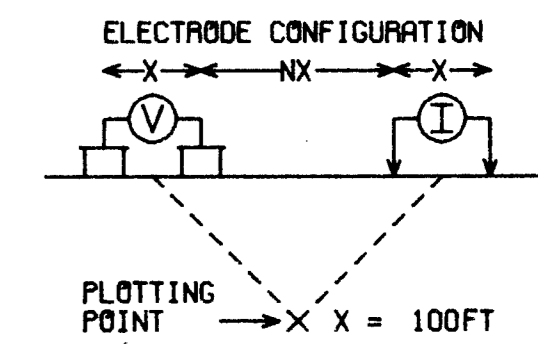 ELECTRODE CONFIGURATION
X NX X
V I
PLOTTING
POINT X X = 100FT